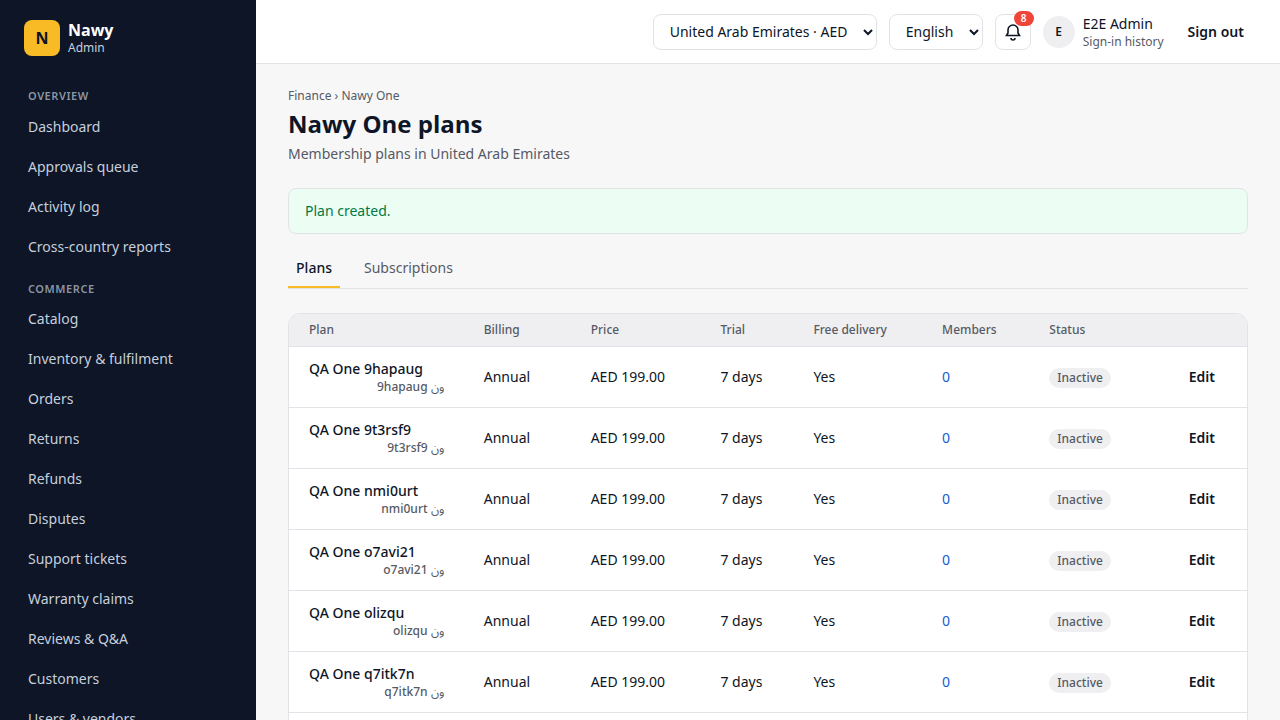 N
Nawy
Admin
United Arab Emirates · AED
English
8
E
E2E Admin
Sign-in history
Sign out
OVERVIEW
Dashboard
Approvals queue
Activity log
Cross-country reports
COMMERCE
Catalog
Inventory & fulfilment
Orders
Returns
Refunds
Disputes
Support tickets
Warranty claims
Reviews & Q&A
Customers
Users & vendors
Finance › Nawy One
Nawy One plans
Membership plans in United Arab Emirates
Plan created.
Plans Subscriptions
Plan Billing Price Trial Free delivery Members Status
QA One 9hapaug
ون 9hapaug
Annual AED 199.00 7 days Yes 0 Inactive Edit
QA One 9t3rsf9
ون 9t3rsf9
Annual AED 199.00 7 days Yes 0 Inactive Edit
QA One nmi0urt
ون nmi0urt
Annual AED 199.00 7 days Yes 0 Inactive Edit
QA One o7avi21
ون o7avi21
Annual AED 199.00 7 days Yes 0 Inactive Edit
QA One olizqu
ون olizqu
Annual AED 199.00 7 days Yes 0 Inactive Edit
QA One q7itk7n
ون q7itk7n
Annual AED 199.00 7 days Yes 0 Inactive Edit